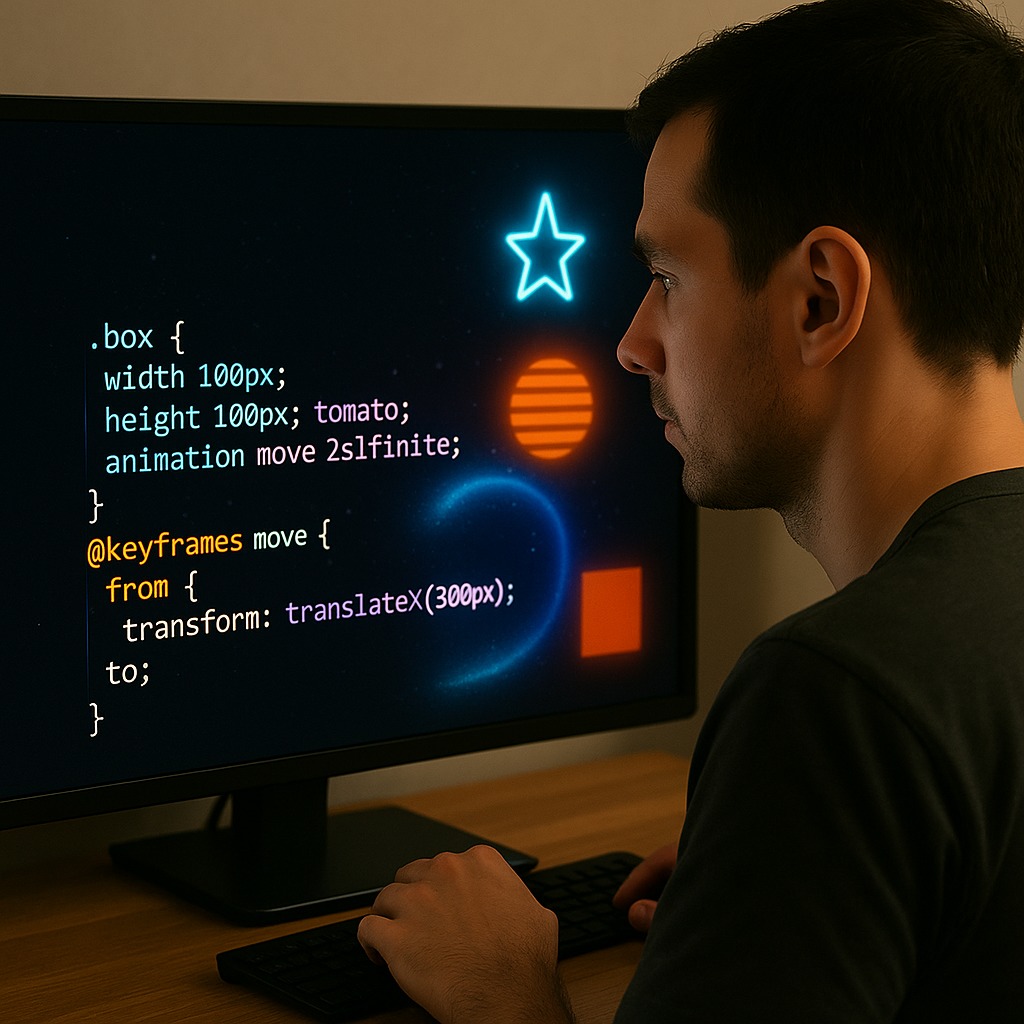 .box {
width 100px;
height 100px; tomato;
animation move 2slfinite;
}
@keyframes move {
from {
transform: translateX(300px);
to;
}